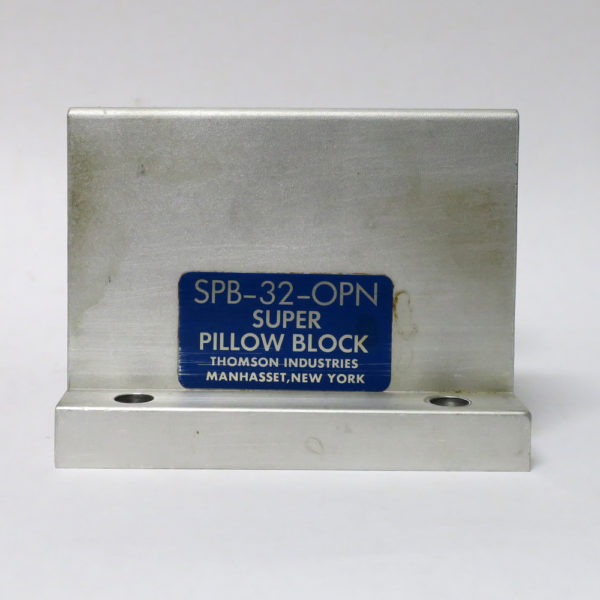 SPB-32-OPN
SUPER
PILLOW BLOCK
THOMSON INDUSTRIES
MANHASSET, NEW YORK